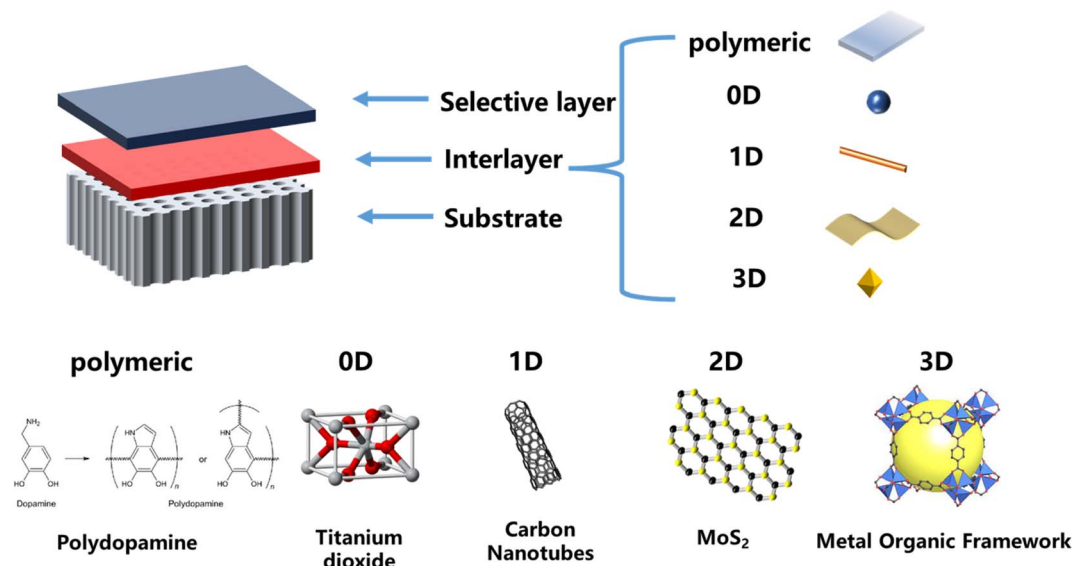 polymeric
0D
Selective layer
1D
Interlayer
2D
Substrate
3D
polymeric
0D
1D
2D
3D
NH2
HO
OH
Dopamine
HN
HO
OH
n
or
HN
HO
OH
n
Polydopamine
Polydopamine
Titanium
dioxide
Carbon
Nanotubes
MoS2
Metal Organic Framework